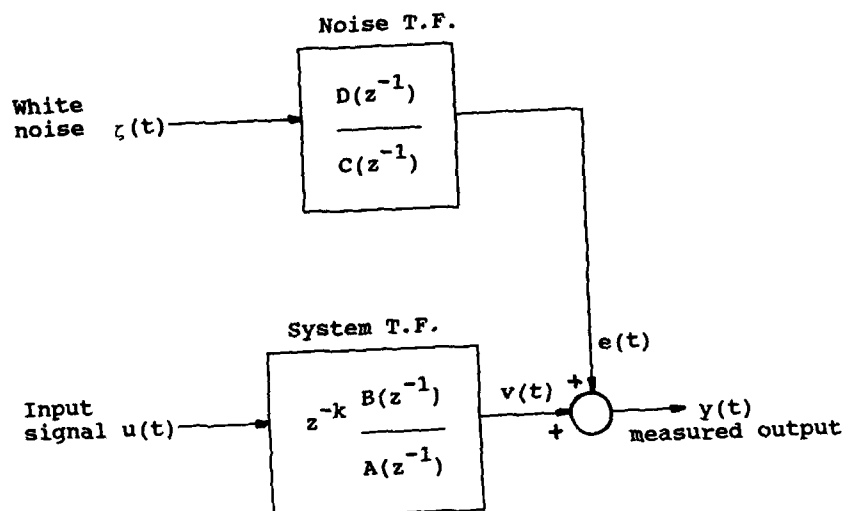 Noise T.F.
White
noise ζ(t)
D(z⁻¹)
C(z⁻¹)
System T.F.
e(t)
Input
signal u(t)
z⁻ᵏ B(z⁻¹)
A(z⁻¹)
v(t)
+
+
y(t)
measured output